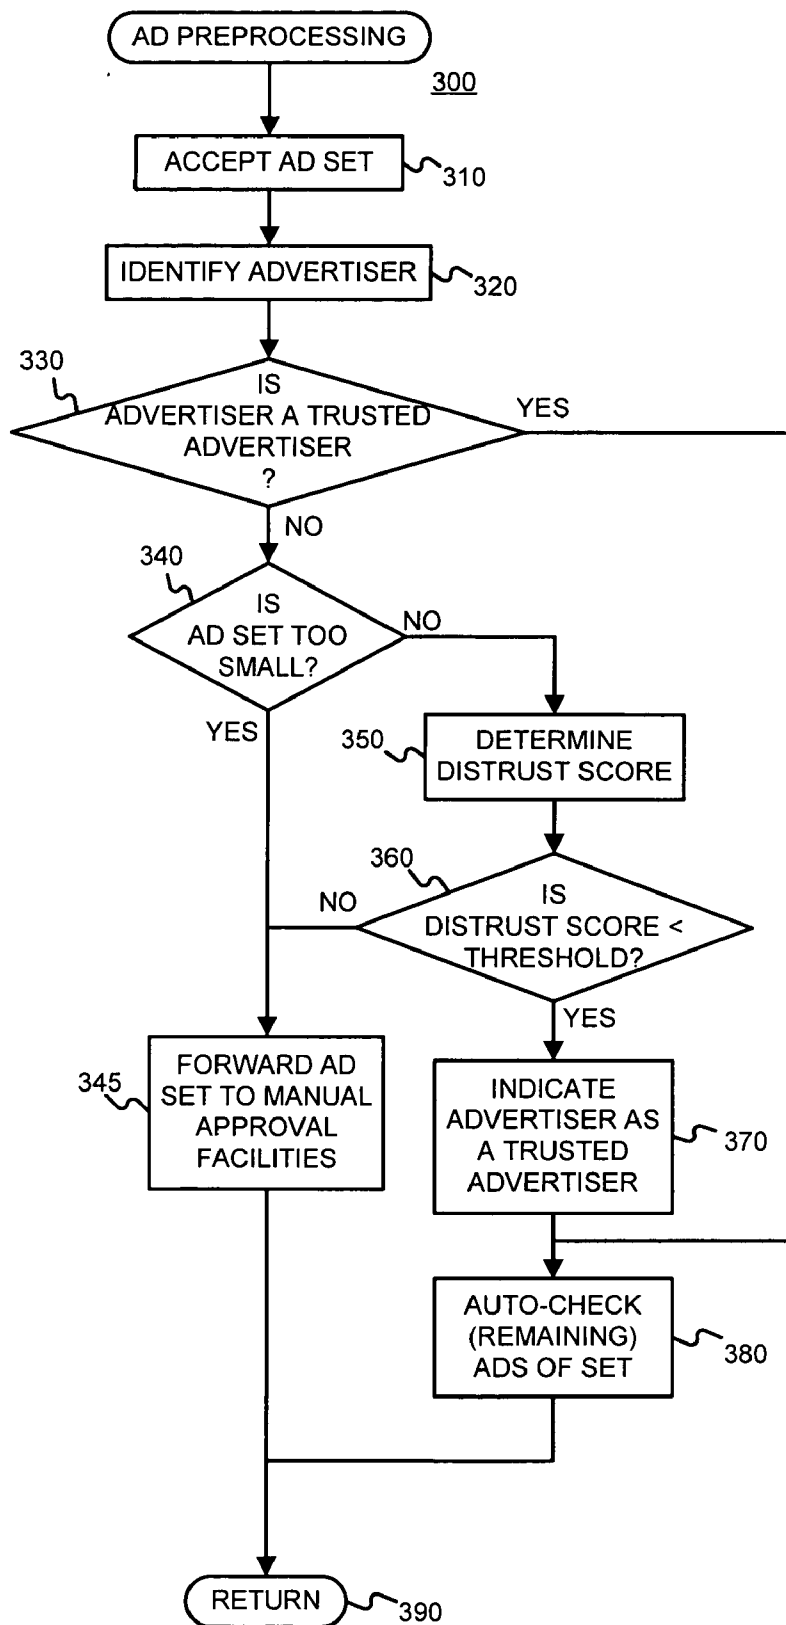 AD PREPROCESSING
300
ACCEPT AD SET
310
IDENTIFY ADVERTISER
320
330
IS
ADVERTISER A TRUSTED
ADVERTISER
?
YES
NO
340
IS
AD SET TOO
SMALL?
NO
YES
350
DETERMINE
DISTRUST SCORE
360
IS
DISTRUST SCORE <
THRESHOLD?
NO
YES
345
FORWARD AD
SET TO MANUAL
APPROVAL
FACILITIES
INDICATE
ADVERTISER AS
A TRUSTED
ADVERTISER
370
AUTO-CHECK
(REMAINING)
ADS OF SET
380
RETURN
390